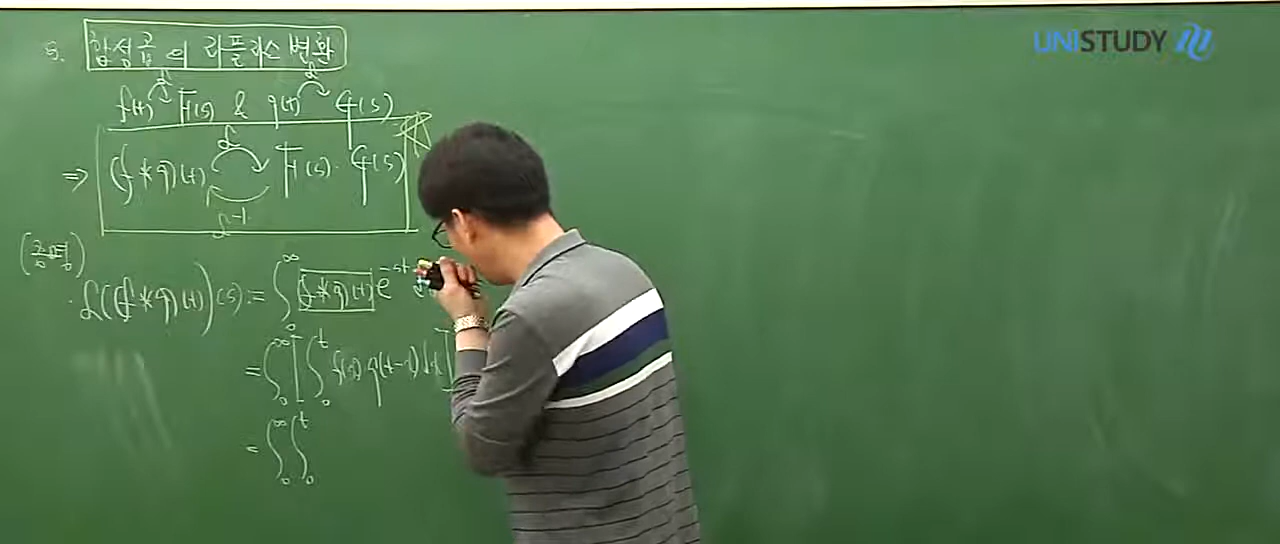 UNISTUDY
5. 합성곱의 라플라스 변환
f(t) ℒ F(s) & g(t) ℒ G(s)
⇒ (f*g)(t) ℒ ℒ⁻¹ F(s)·G(s)
(증명)
ℒ((f*g)(t))(s) := ∫₀^∞ (f*g)(t) e^{-st}
= ∫₀^∞ [∫₀^t f(x) g(t-x) dx]
= ∫₀^∞ ∫₀^t